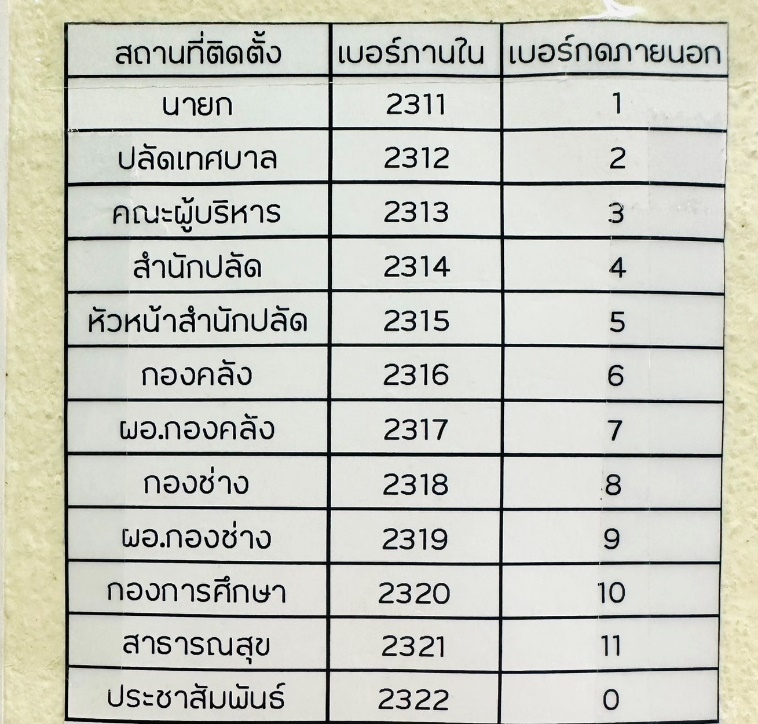 สถานที่ติดตั้ง เบอร์ภานใน เบอร์กดภายนอก
นายก 2311 1
ปลัดเทศบาล 2312 2
คณะผู้บริหาร 2313 3
สำนักปลัด 2314 4
หัวหน้าสำนักปลัด 2315 5
กองคลัง 2316 6
ผอ.กองคลัง 2317 7
กองช่าง 2318 8
ผอ.กองช่าง 2319 9
กองการศึกษา 2320 10
สาธารณสุข 2321 11
ประชาสัมพันธ์ 2322 0